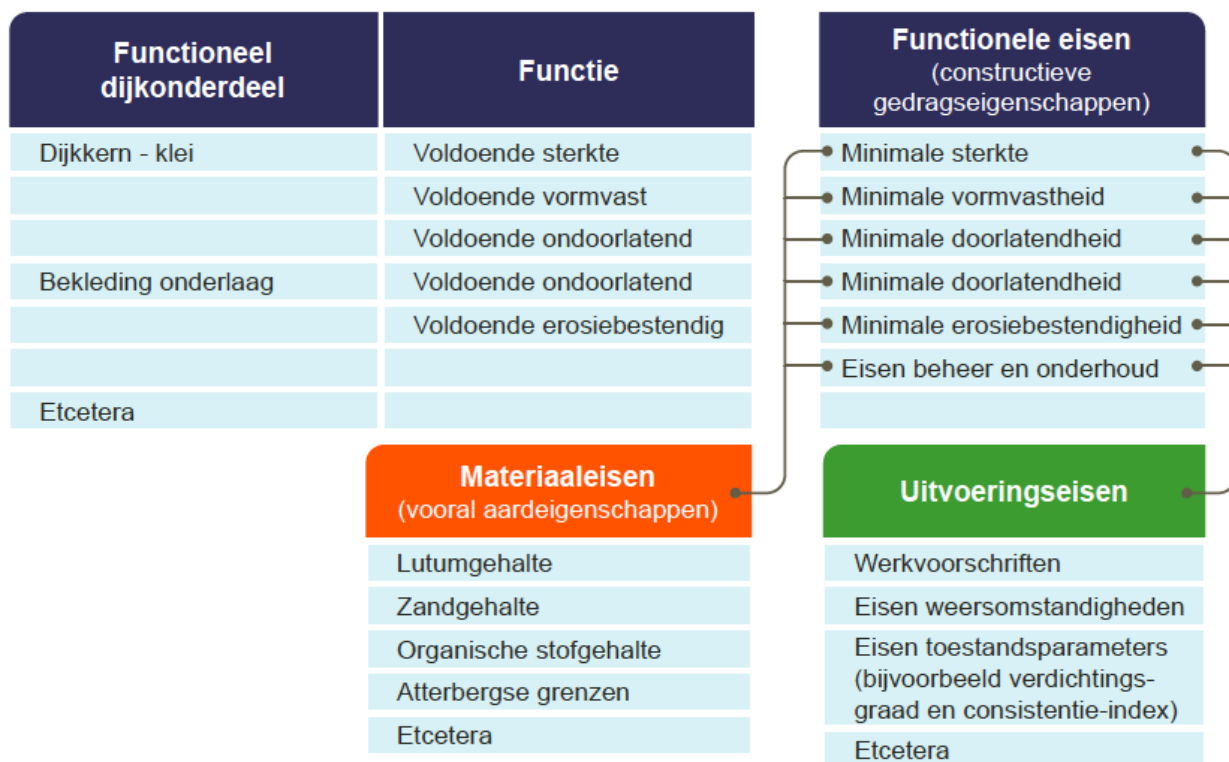 Functioneel
dijkonderdeel
Functie
Functionele eisen
(constructieve
gedragseigenschappen)
Dijkkern - klei
Voldoende sterkte
Minimale sterkte
Voldoende vormvast
Minimale vormvastheid
Voldoende ondoorlatend
Minimale doorlatendheid
Bekleding onderlaag
Voldoende ondoorlatend
Minimale doorlatendheid
Voldoende erosiebestendig
Minimale erosiebestendigheid
Eisen beheer en onderhoud
Etcetera
Materiaaleisen
(vooral aardeigenschappen)
Lutumgehalte
Zandgehalte
Organische stofgehalte
Atterbergse grenzen
Etcetera
Uitvoeringseisen
Werkvoorschriften
Eisen weersomstandigheden
Eisen toestandsparameters
(bijvoorbeeld verdichtings-
graad en consistentie-index)
Etcetera